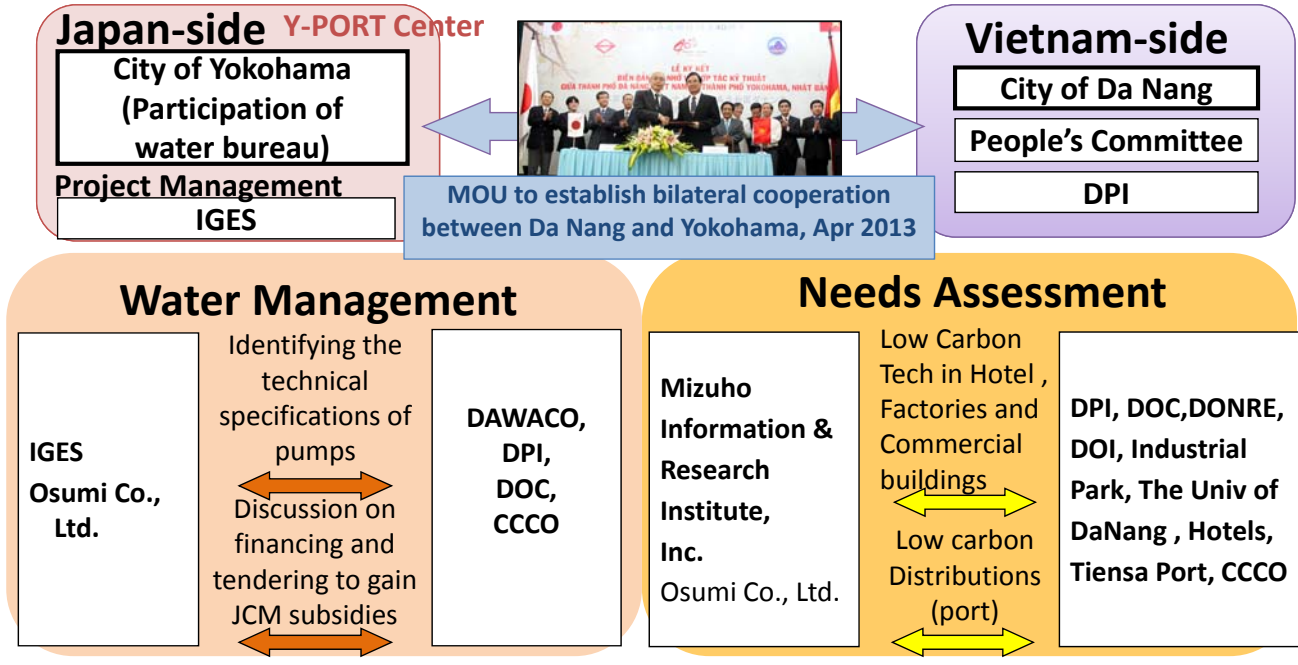 Japan-side Y-PORT Center
City of Yokohama
(Participation of
water bureau)
Project Management
IGES
LỄ KÝ KẾT
MOU to establish bilateral cooperation
between Da Nang and Yokohama, Apr 2013
Vietnam-side
City of Da Nang
People’s Committee
DPI
Water Management
IGES
Osumi Co.,
Ltd.
Identifying the
technical
specifications of
pumps
Discussion on
financing and
tendering to gain
JCM subsidies
DAWACO,
DPI,
DOC,
CCCO
Needs Assessment
Mizuho
Information &
Research
Institute,
Inc.
Osumi Co., Ltd.
Low Carbon
Tech in Hotel ,
Factories and
Commercial
buildings
Low carbon
Distributions
(port)
DPI, DOC,DONRE,
DOI, Industrial
Park, The Univ of
DaNang , Hotels,
Tiensa Port, CCCO